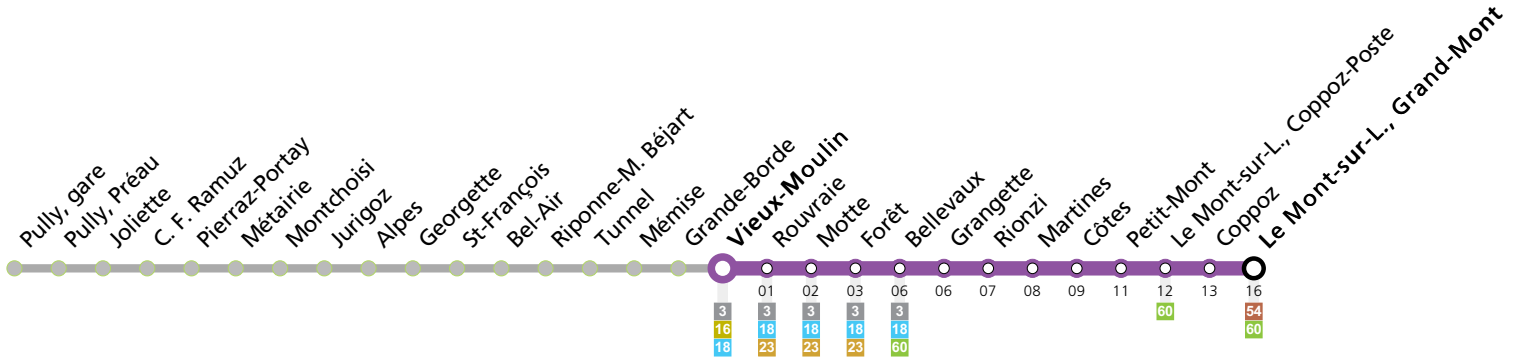 Pully, gare
Pully, Préau
Joliette
C. F. Ramuz
Pierraz-Portay
Métairie
Montchoisi
Jurigoz
Alpes
Georgette
St-François
Bel-Air
Riponne-M. Béjart
Tunnel
Mémise
Grande-Borde
Vieux-Moulin
Rouvraie
Motte
Forêt
Bellevaux
Grangette
Rionzi
Martines
Côtes
Petit-Mont
Le Mont-sur-L., Coppoz-Poste
Coppoz
Le Mont-sur-L., Grand-Mont
01 02 03 06 06 07 08 09 11 12 13 16
3 3 3 3 3 60 54
16 18 18 18 18 60
18 23 23 23 60